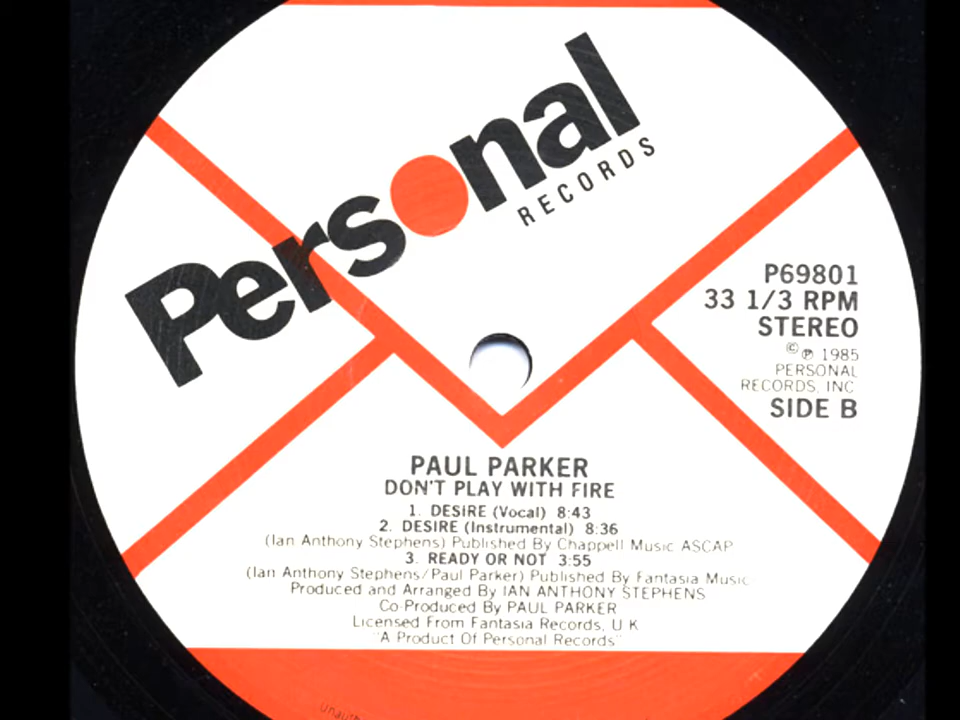 Personal
RECORDS
P69801
33 1/3 RPM
STEREO
© ℗ 1985
PERSONAL
RECORDS, INC
SIDE B
PAUL PARKER
DON'T PLAY WITH FIRE
1. DESIRE (Vocal) 8:43
2. DESIRE (Instrumental) 8:36
(Ian Anthony Stephens) Published By Chappell Music ASCAP
3. READY OR NOT 3:55
(Ian Anthony Stephens/Paul Parker) Published By Fantasia Music
Produced and Arranged By IAN ANTHONY STEPHENS
Co-Produced By PAUL PARKER
Licensed From Fantasia Records, U K
"A Product Of Personal Records"